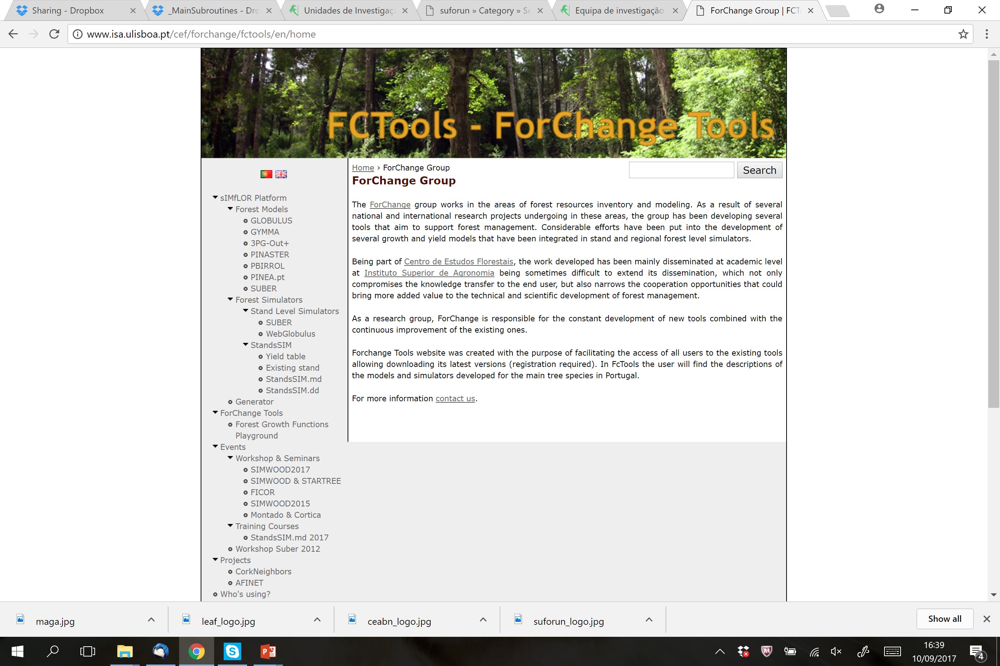 Sharing - Dropbox
_MainSubroutines - Dro
Unidades de Investigaçã
suforun » Category » Se
Equipa de investigação
ForChange Group | FCTo
www.isa.ulisboa.pt/cef/forchange/fctools/en/home
FCTools - ForChange Tools
Home › ForChange Group
Search
ForChange Group
The ForChange group works in the areas of forest resources inventory and modeling. As a result of several
national and international research projects undergoing in these areas, the group has been developing several
tools that aim to support forest management. Considerable efforts have been put into the development of
several growth and yield models that have been integrated in stand and regional forest level simulators.
Being part of Centro de Estudos Florestais, the work developed has been mainly disseminated at academic level
at Instituto Superior de Agronomia being sometimes difficult to extend its dissemination, which not only
compromises the knowledge transfer to the end user, but also narrows the cooperation opportunities that could
bring more added value to the technical and scientific development of forest management.
As a research group, ForChange is responsible for the constant development of new tools combined with the
continuous improvement of the existing ones.
Forchange Tools website was created with the purpose of facilitating the access of all users to the existing tools
allowing downloading its latest versions (registration required). In FcTools the user will find the descriptions of
the models and simulators developed for the main tree species in Portugal.
For more information contact us.
sIMfLOR Platform
Forest Models
GLOBULUS
GYMMA
3PG-Out+
PINASTER
PBIRROL
PINEA.pt
SUBER
Forest Simulators
Stand Level Simulators
SUBER
WebGlobulus
StandsSIM
Yield table
Existing stand
StandsSIM.md
StandsSIM.dd
Generator
ForChange Tools
Forest Growth Functions
Playground
Events
Workshop & Seminars
SIMWOOD2017
SIMWOOD & STARTREE
FICOR
SIMWOOD2015
Montado & Cortica
Training Courses
StandsSIM.md 2017
Workshop Suber 2012
Projects
CorkNeighbors
AFINET
Who's using?
maga.jpg
leaf_logo.jpg
ceabn_logo.jpg
suforun_logo.jpg
Show all
16:39
10/09/2017
4